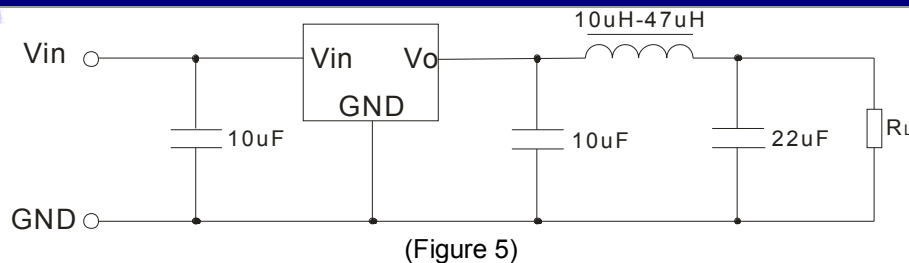 10uH-47uH
Vin
Vin Vo
GND
10uF
10uF
22uF
RL
GND
(Figure 5)